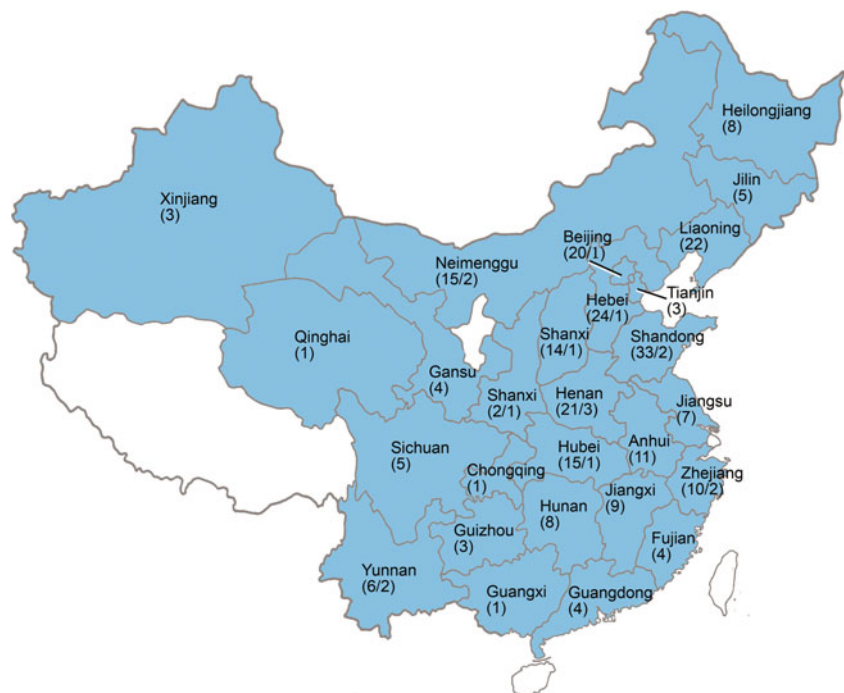 Heilongjiang
(8)
Jilin
(5)
Xinjiang
(3)
Liaoning
(22)
Beijing
(20/1)
Neimenggu
(15/2)
Tianjin
(3)
Hebei
(24/1)
Qinghai
(1)
Shanxi
(14/1)
Shandong
(33/2)
Gansu
(4)
Shanxi
(2/1)
Henan
(21/3)
Jiangsu
(7)
Sichuan
(5)
Hubei
(15/1)
Anhui
(11)
Chongqing
(1)
Zhejiang
(10/2)
Jiangxi
(9)
Hunan
(8)
Guizhou
(3)
Fujian
(4)
Yunnan
(6/2)
Guangxi
(1)
Guangdong
(4)